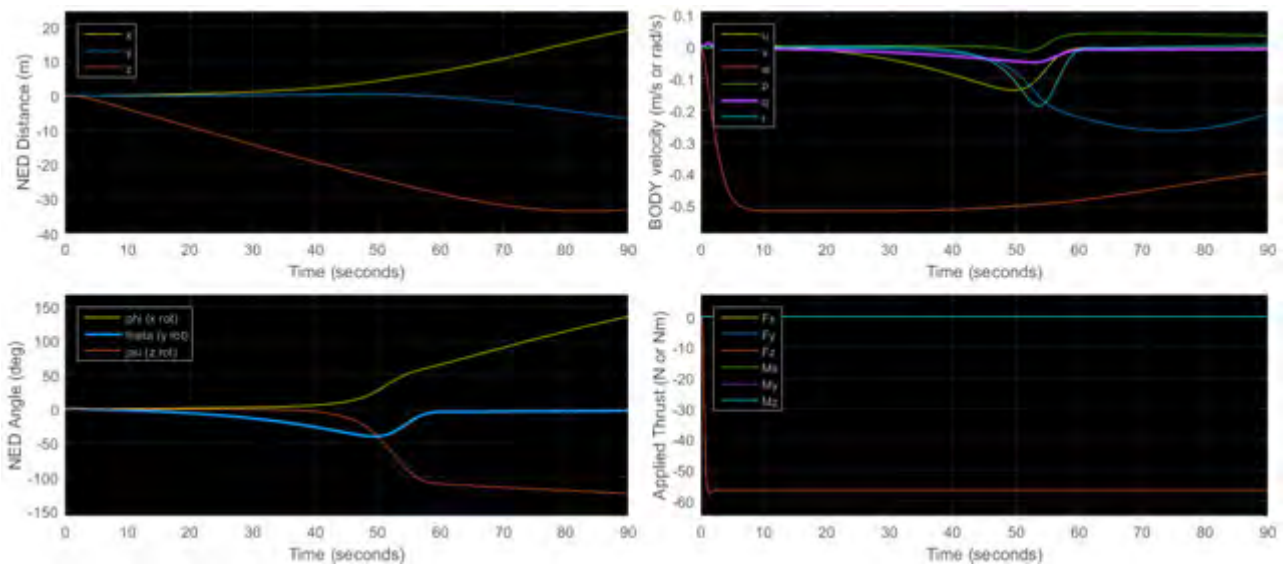 20
10
0
-10
-20
-30
-40
NED Distance (m)
x
y
z
0 10 20 30 40 50 60 70 80 90
Time (seconds)
0.1
0
-0.1
-0.2
-0.3
-0.4
-0.5
BODY velocity (m/s or rad/s)
u
v
w
p
q
r
0 10 20 30 40 50 60 70 80 90
Time (seconds)
150
100
50
0
-50
-100
-150
NED Angle (deg)
phi (x rot)
theta (y rot)
psi (z rot)
0 10 20 30 40 50 60 70 80 90
Time (seconds)
0
-10
-20
-30
-40
-50
-60
Applied Thrust (N or Nm)
Fx
Fy
Fz
Mx
My
Mz
0 10 20 30 40 50 60 70 80 90
Time (seconds)